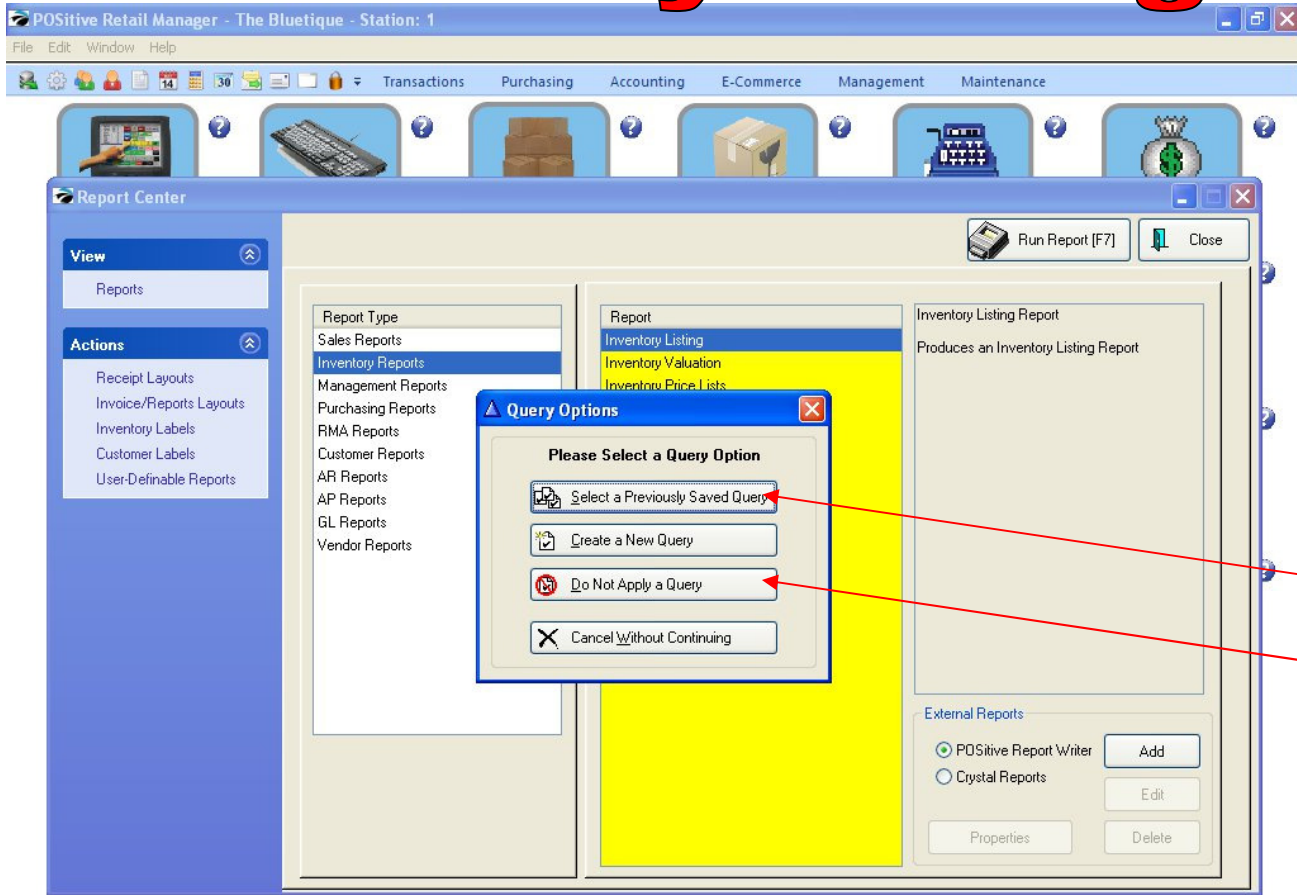 POSitive Retail Manager - The Bluetique - Station: 1
File Edit Window Help
14 30 Transactions Purchasing Accounting E-Commerce Management Maintenance
? ? ? ? ? ?
$
Report Center
Run Report [F7] Close
View
Reports
Actions
Receipt Layouts
Invoice/Reports Layouts
Inventory Labels
Customer Labels
User-Definable Reports
Report Type
Sales Reports
Inventory Reports
Management Reports
Purchasing Reports
RMA Reports
Customer Reports
AR Reports
AP Reports
GL Reports
Vendor Reports
Report
Inventory Listing
Inventory Valuation
Inventory Price Lists
Query Options
Please Select a Query Option
Select a Previously Saved Query
Create a New Query
Do Not Apply a Query
Cancel Without Continuing
Inventory Listing Report
Produces an Inventory Listing Report
External Reports
POSitive Report Writer Add
Crystal Reports
Edit
Properties Delete